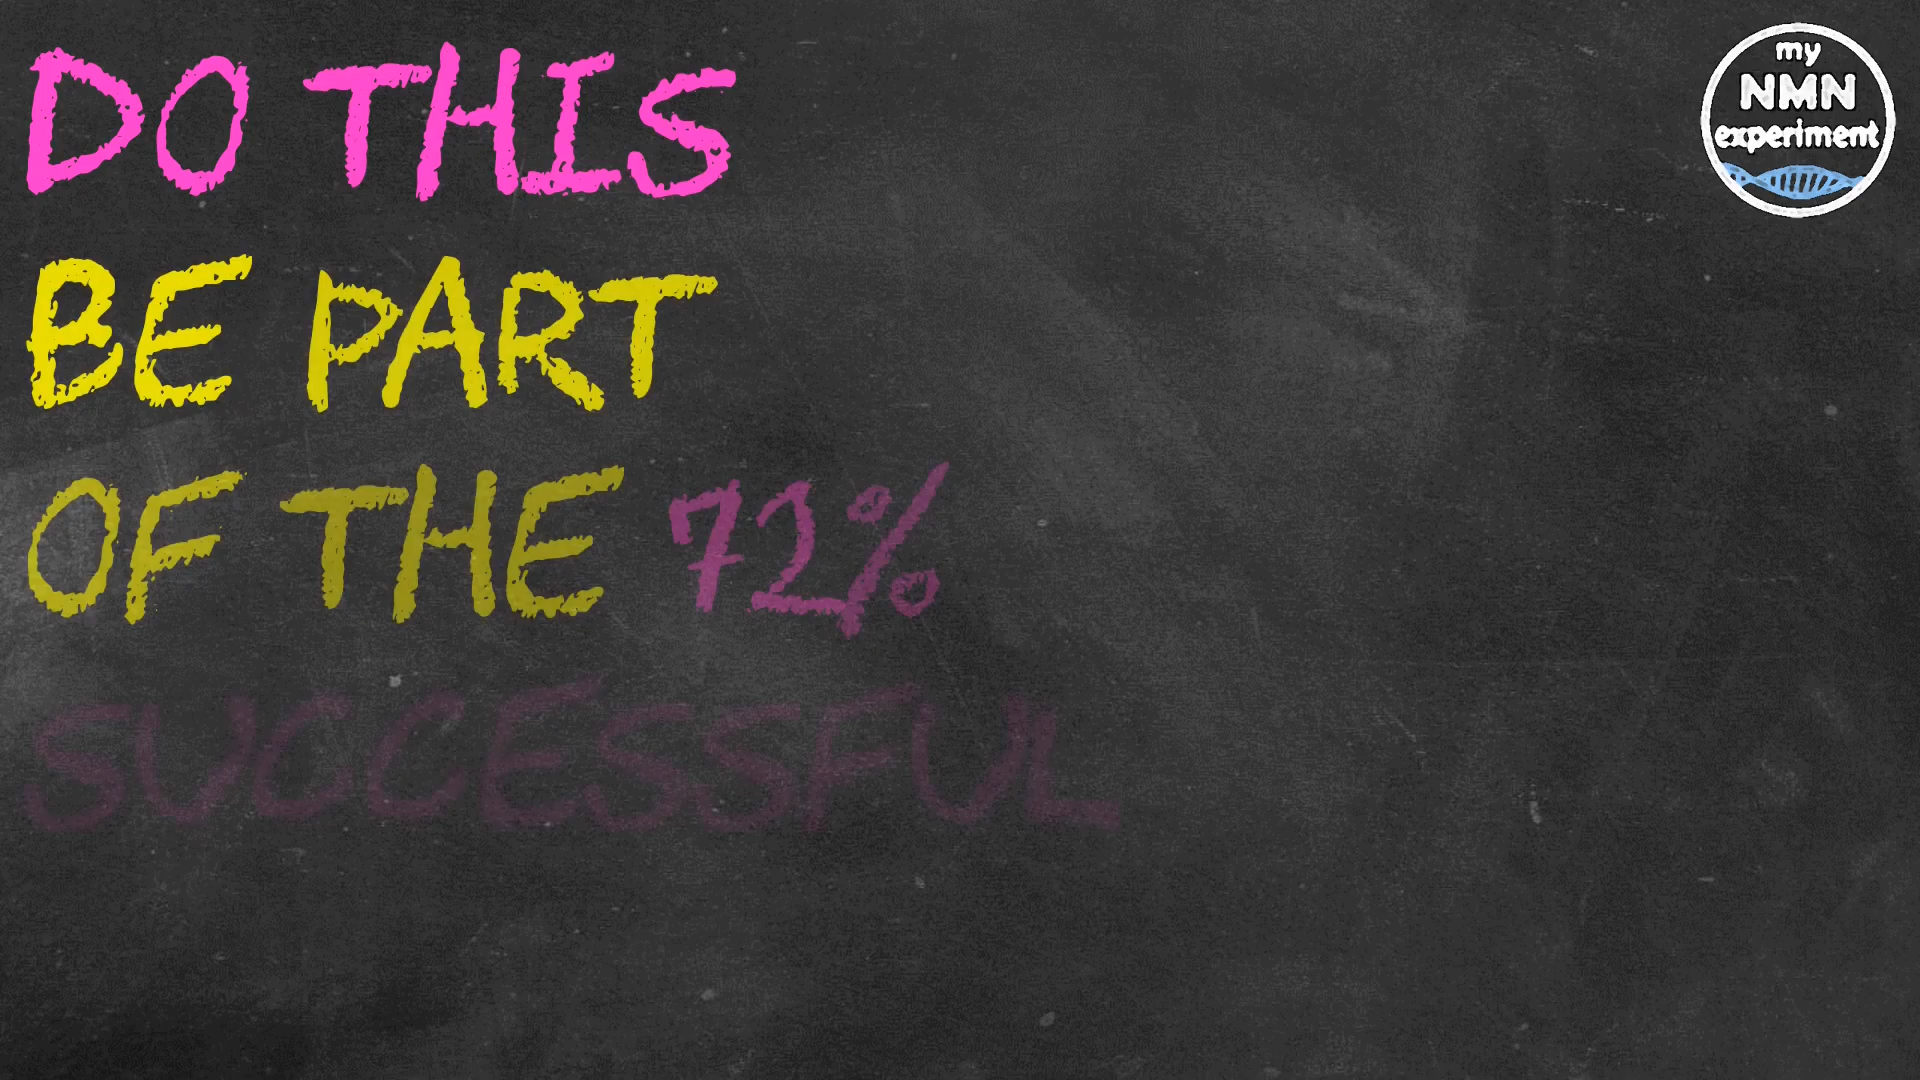 DO THIS
BE PART
OF THE 72%
SUCCESSFUL
my
NMN
experiment